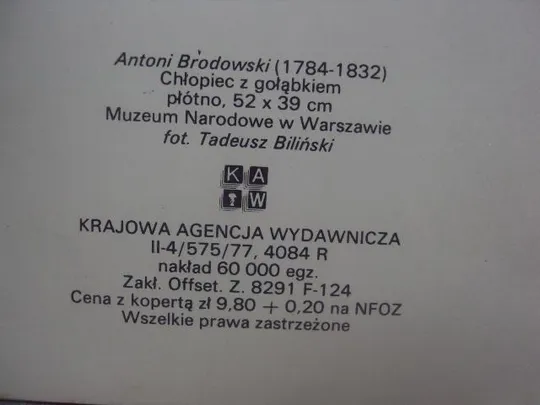 Antoni Brodowski (1784-1832)
Chłopiec z gołąbkiem
płótno, 52 x 39 cm
Muzeum Narodowe w Warszawie
fot. Tadeusz Biliński
K A
W
KRAJOWA AGENCJA WYDAWNICZA
II-4/575/77, 4084 R
nakład 60 000 egz.
Zakł. Offset. Z. 8291 F-124
Cena z kopertą zł 9,80 + 0,20 na NFOZ
Wszelkie prawa zastrzeżone